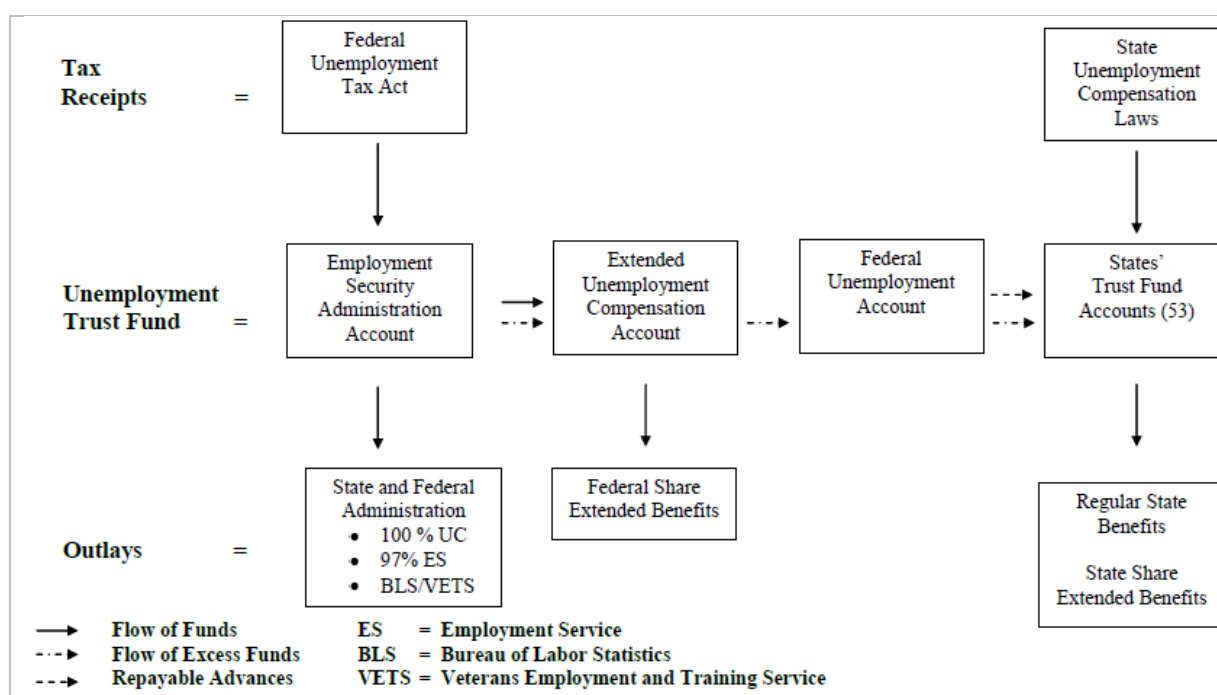 Tax
Receipts =
Federal
Unemployment
Tax Act
State
Unemployment
Compensation
Laws
Unemployment
Trust Fund =
Employment
Security
Administration
Account
Extended
Unemployment
Compensation
Account
Federal
Unemployment
Account
States’
Trust Fund
Accounts (53)
Outlays =
State and Federal
Administration
• 100 % UC
• 97% ES
• BLS/VETS
Federal Share
Extended Benefits
Regular State
Benefits
State Share
Extended Benefits
Flow of Funds
Flow of Excess Funds
Repayable Advances
ES = Employment Service
BLS = Bureau of Labor Statistics
VETS = Veterans Employment and Training Service